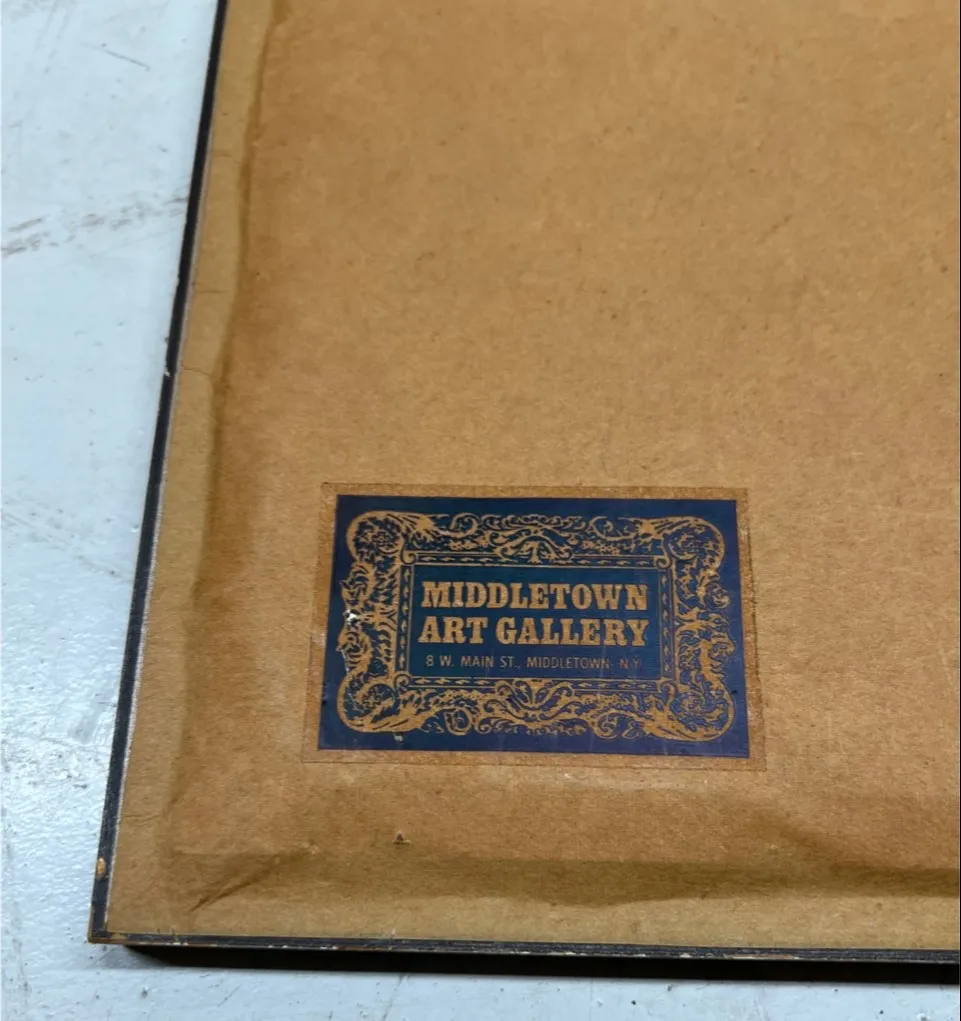 MIDDLETOWN
ART GALLERY
8 W. MAIN ST., MIDDLETOWN, N.Y.